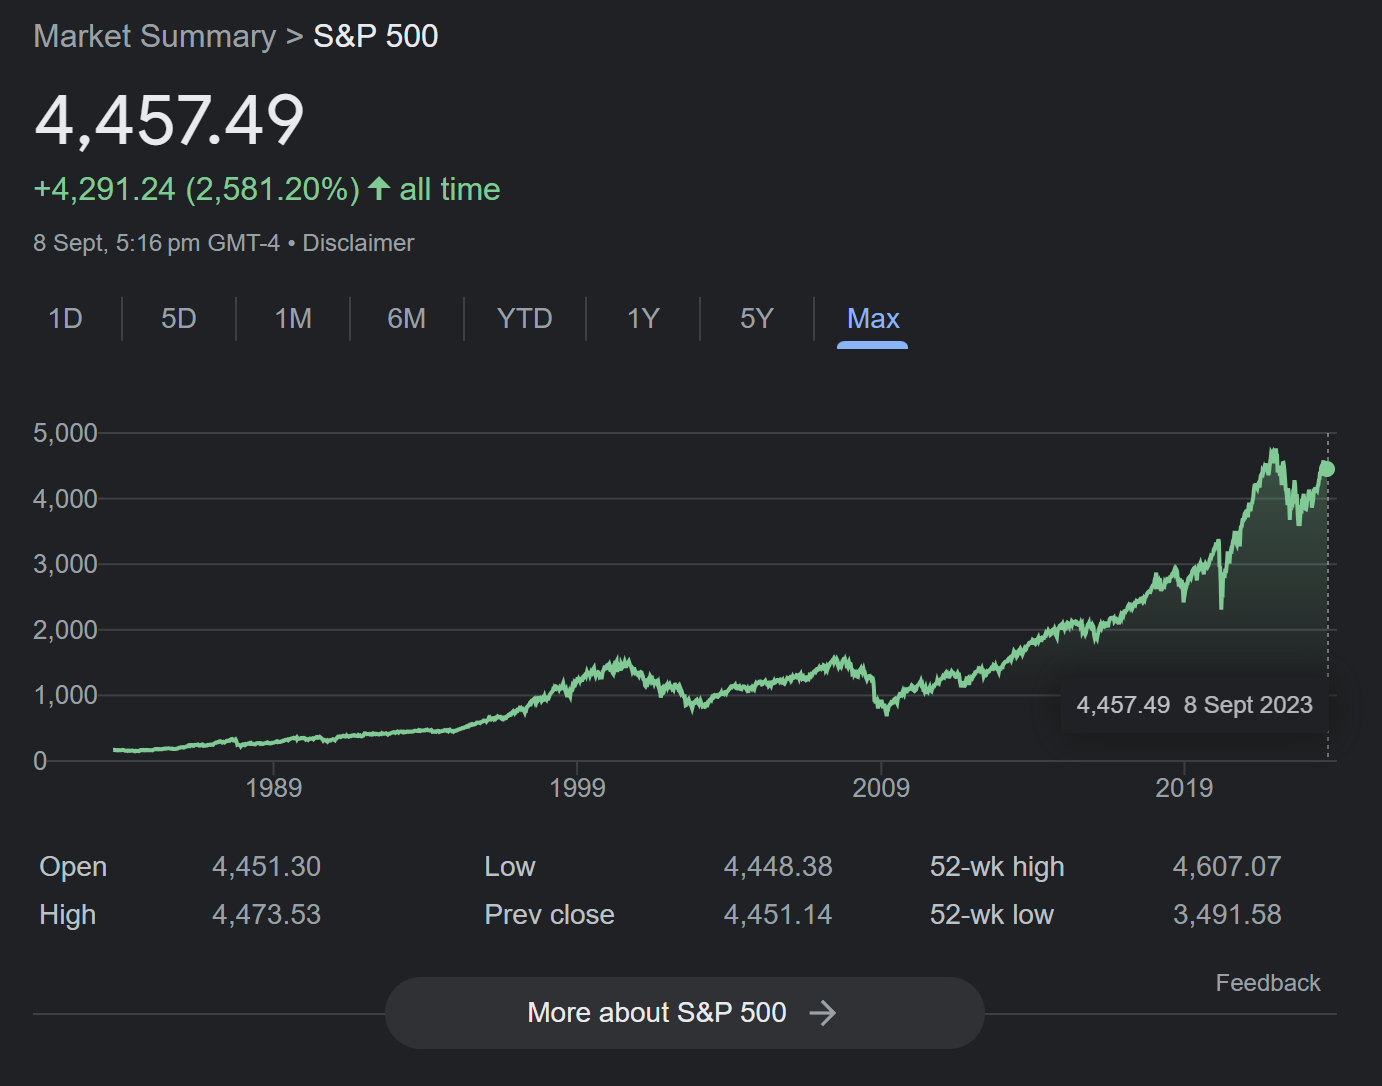 Market Summary > S&P 500
4,457.49
+4,291.24 (2,581.20%) ↑ all time
8 Sept, 5:16 pm GMT-4 • Disclaimer
1D 5D 1M 6M YTD 1Y 5Y Max
5,000
4,000
3,000
2,000
1,000
4,457.49 8 Sept 2023
0
1989 1999 2009 2019
Open 4,451.30 Low 4,448.38 52-wk high 4,607.07
High 4,473.53 Prev close 4,451.14 52-wk low 3,491.58
Feedback
More about S&P 500 →